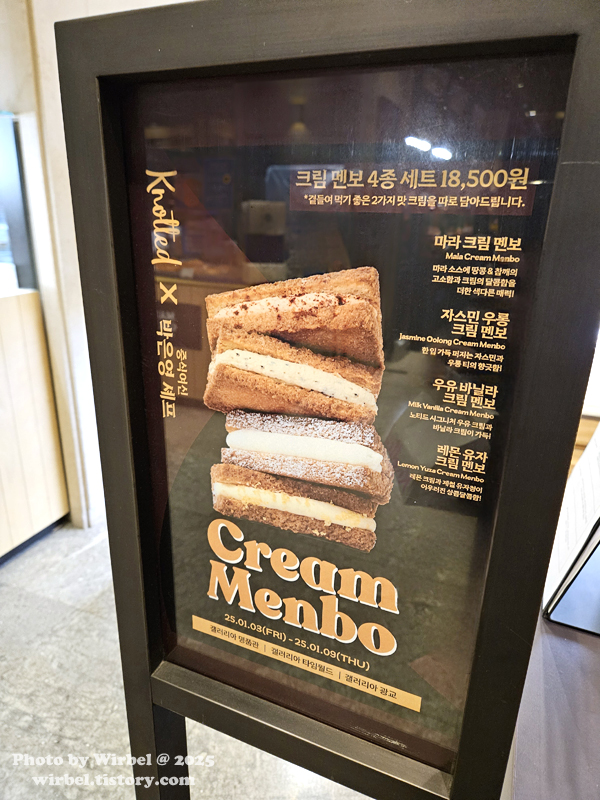 크림 멘보 4종 세트 18,500원
*곁들여 먹기 좋은 2가지 맛 크림을 따로 담아드립니다.
Knotted X 중식여신 박은영 셰프
마라 크림 멘보
Mala Cream Menbo
마라 소스에 땅콩 & 참깨의
고소함과 크림의 달콤함을
더한 색다른 매력!
자스민 우롱
크림 멘보
Jasmine Oolong Cream Menbo
한 입 가득 퍼지는 자스민과
우롱 티의 향긋함!
우유 바닐라
크림 멘보
Milk Vanilla Cream Menbo
노티드 시그니처 우유 크림과
바닐라 크림이 가득!
레몬 유자
크림 멘보
Lemon Yuza Cream Menbo
레몬 크림과 제철 유자청이
어우러진 상큼달콤함!
Cream
Menbo
25.01.03(FRI) - 25.01.09(THU)
갤러리아 명품관 | 갤러리아 타임월드 | 갤러리아 광교
Photo by Wirbel @ 2025
wirbel.tistory.com